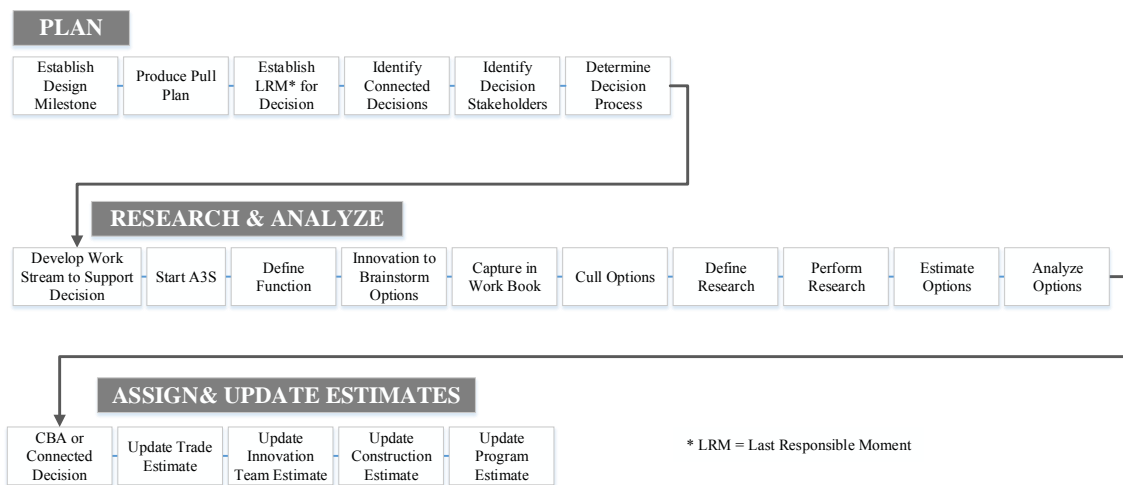 PLAN
Establish
Design
Milestone
Produce Pull
Plan
Establish
LRM* for
Decision
Identify
Connected
Decisions
Identify
Decision
Stakeholders
Determine
Decision
Process
RESEARCH & ANALYZE
Develop Work
Stream to Support
Decision
Start A3S
Define
Function
Innovation to
Brainstorm
Options
Capture in
Work Book
Cull Options
Define
Research
Perform
Research
Estimate
Options
Analyze
Options
ASSIGN& UPDATE ESTIMATES
CBA or
Connected
Decision
Update Trade
Estimate
Update
Innovation
Team Estimate
Update
Construction
Estimate
Update
Program
Estimate
* LRM = Last Responsible Moment